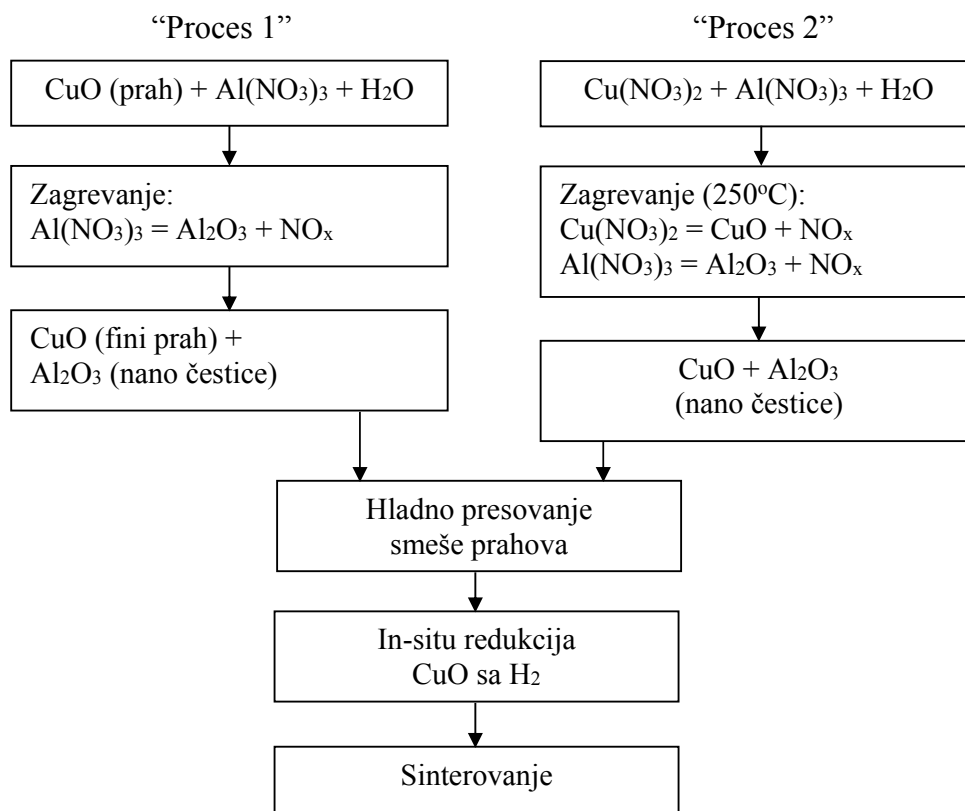 “Proces 1”
CuO (prah) + Al(NO₃)₃ + H₂O
Zagrevanje:
Al(NO₃)₃ = Al₂O₃ + NOₓ
CuO (fini prah) +
Al₂O₃ (nano čestice)
“Proces 2”
Cu(NO₃)₂ + Al(NO₃)₃ + H₂O
Zagrevanje (250ᵒC):
Cu(NO₃)₂ = CuO + NOₓ
Al(NO₃)₃ = Al₂O₃ + NOₓ
CuO + Al₂O₃
(nano čestice)
Hladno presovanje
smeše prahova
In-situ redukcija
CuO sa H₂
Sinterovanje